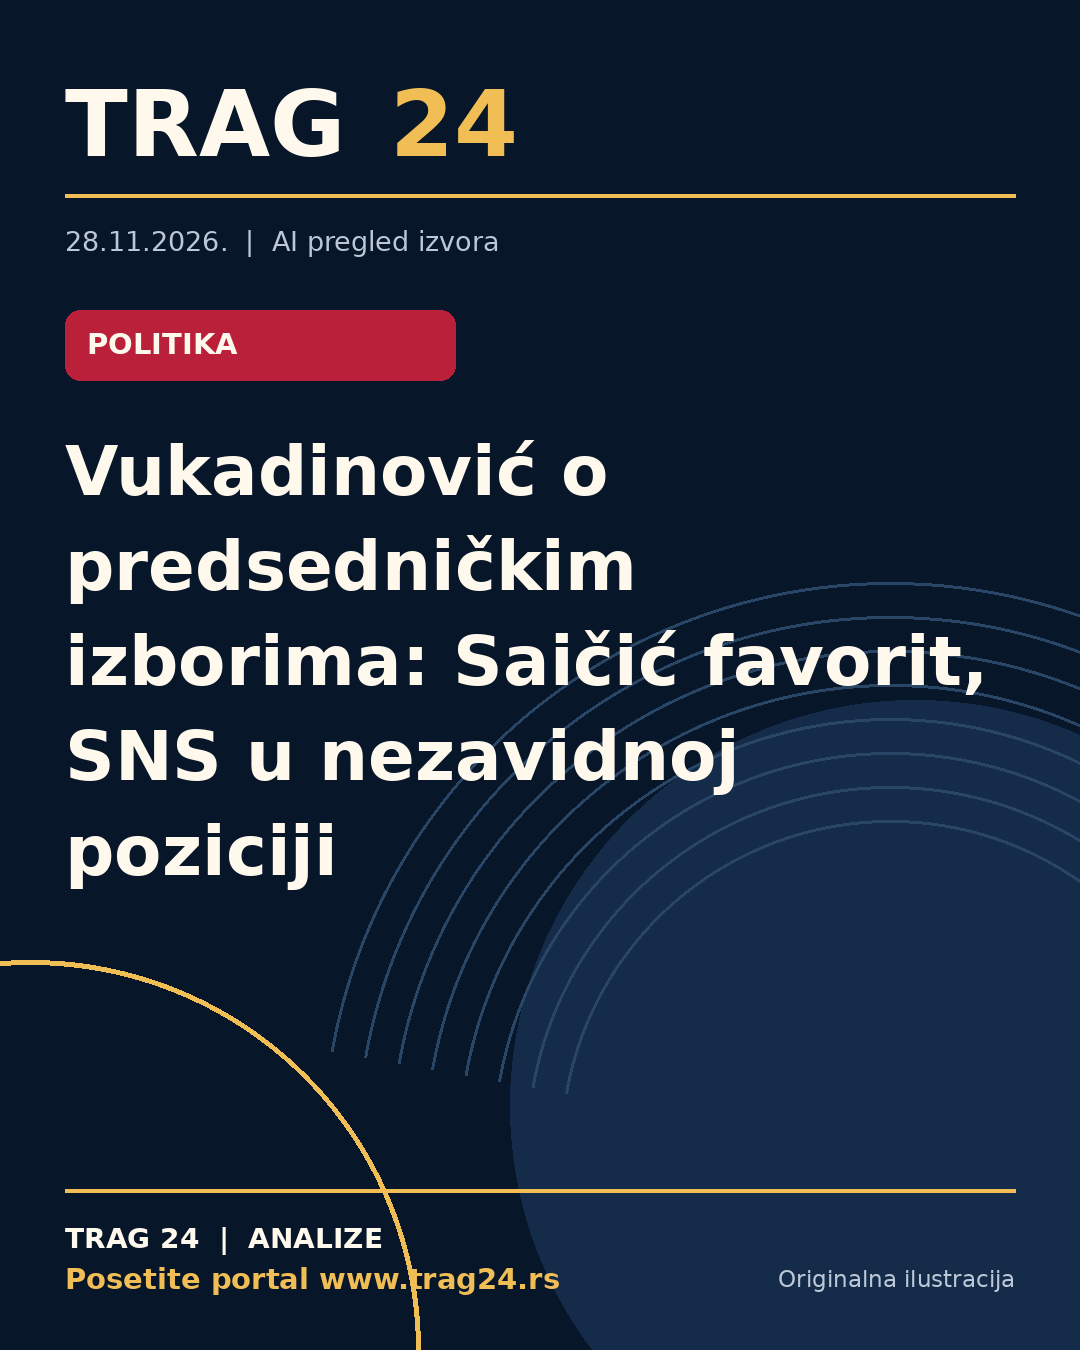 TRAG 24
28.11.2026. | AI pregled izvora
POLITIKA
Vukadinović o
predsedničkim
izborima: Saičić favorit,
SNS u nezavidnoj
poziciji
TRAG 24 | ANALIZE
Posetite portal www.trag24.rs
Originalna ilustracija